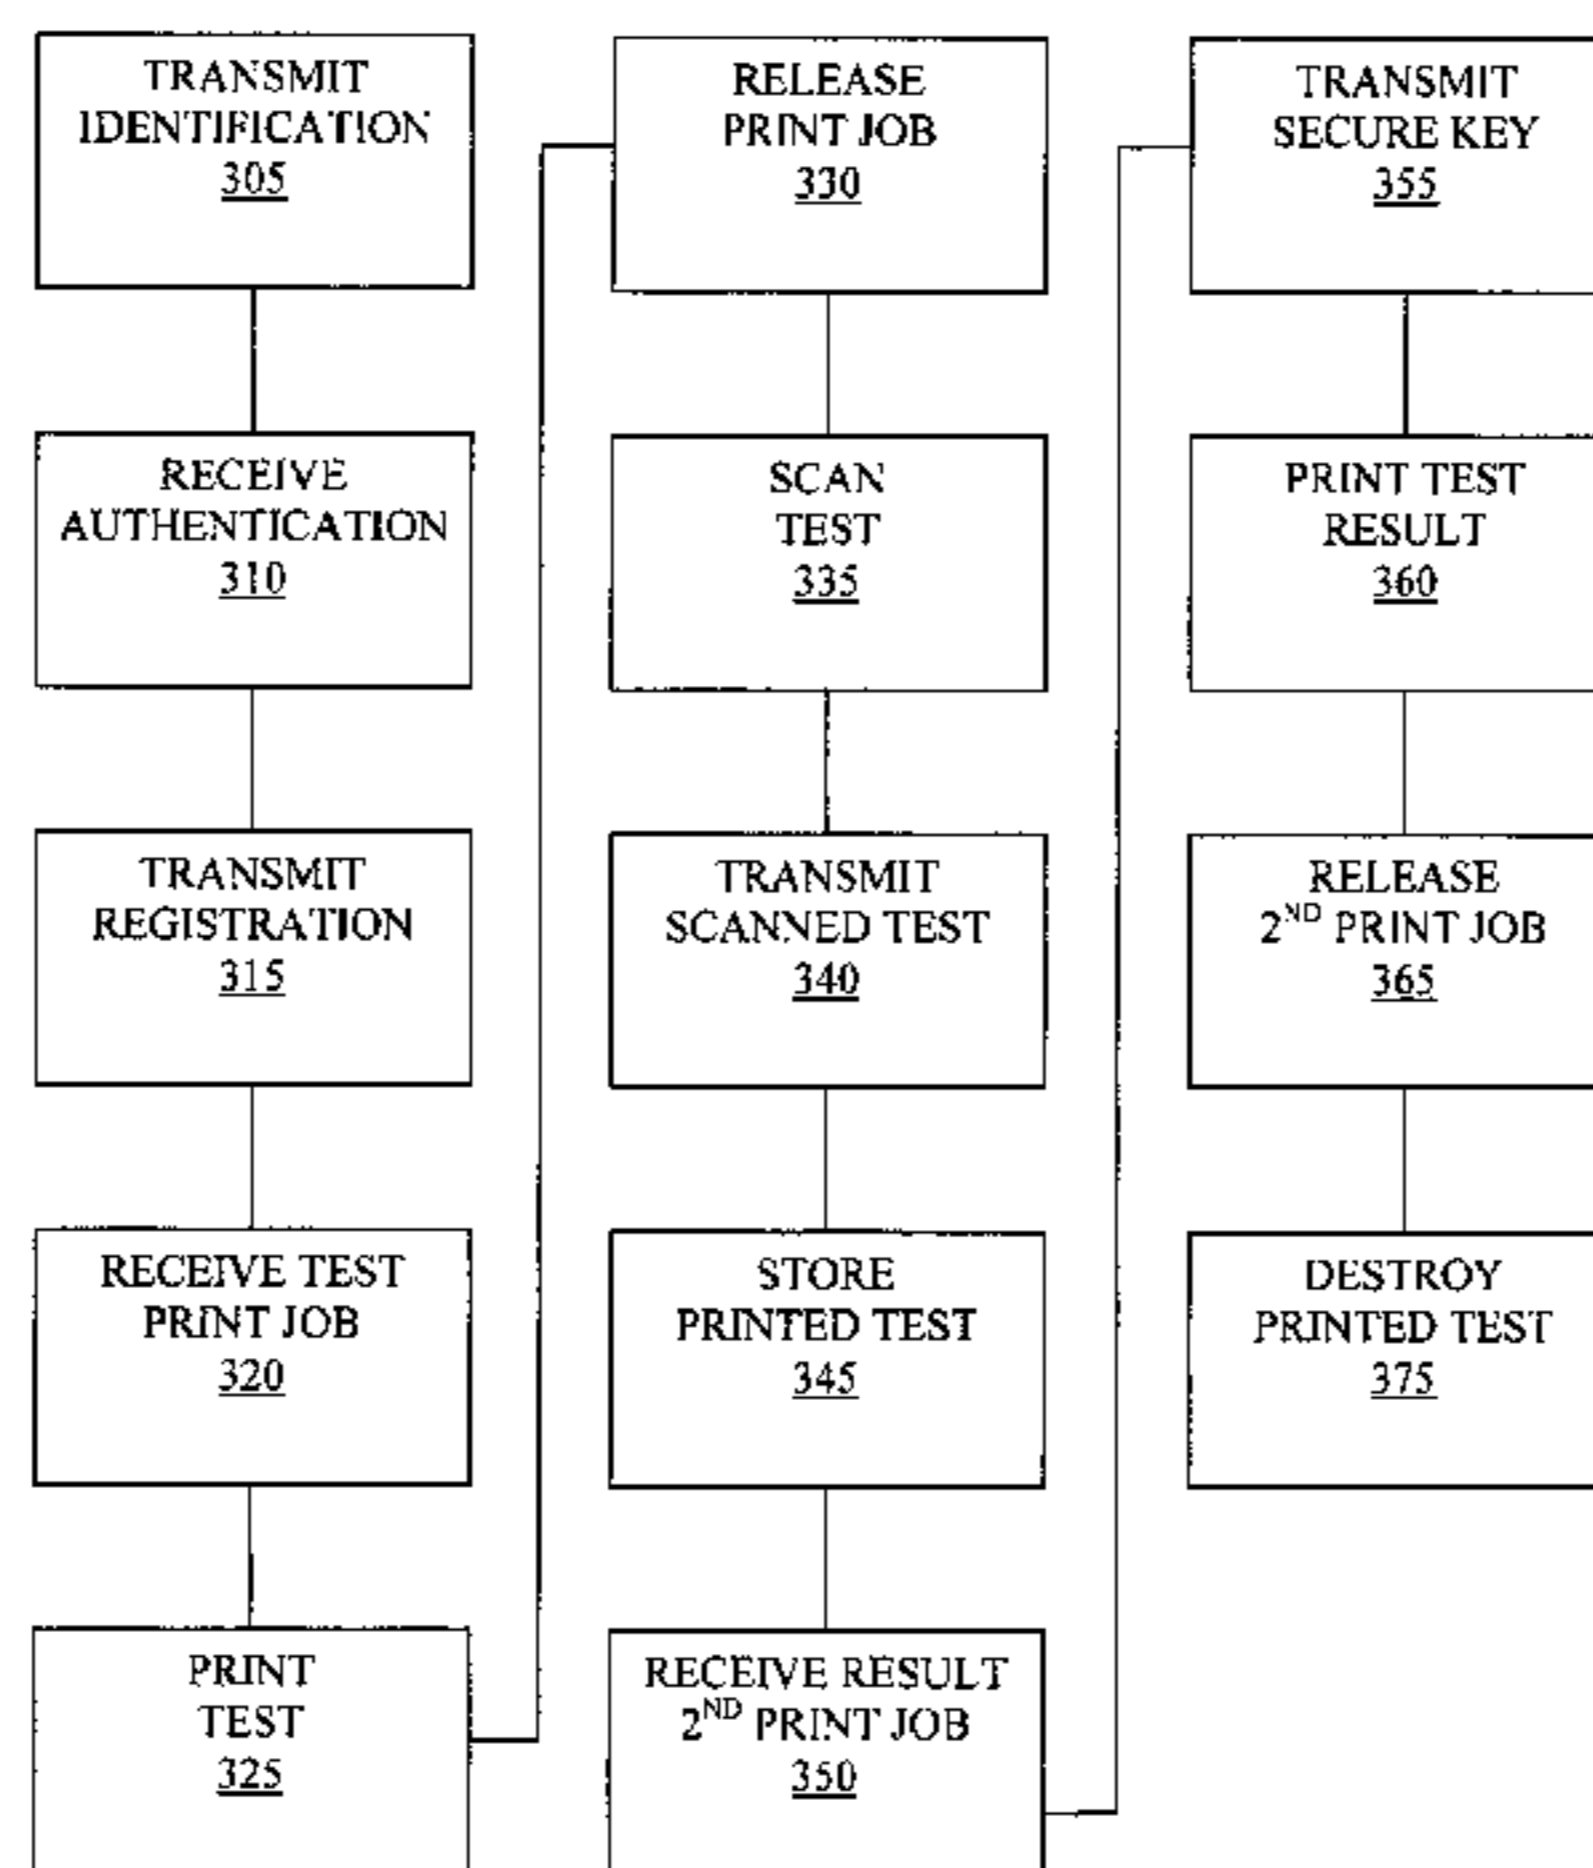 TRANSMIT
IDENTIFICATION
305
RECEIVE
AUTHENTICATION
310
TRANSMIT
REGISTRATION
315
RECEIVE TEST
PRINT JOB
320
PRINT
TEST
325
RELEASE
PRINT JOB
330
SCAN
TEST
335
TRANSMIT
SCANNED TEST
340
STORE
PRINTED TEST
345
RECEIVE RESULT
2ND PRINT JOB
350
TRANSMIT
SECURE KEY
355
PRINT TEST
RESULT
360
RELEASE
2ND PRINT JOB
365
DESTROY
PRINTED TEST
375